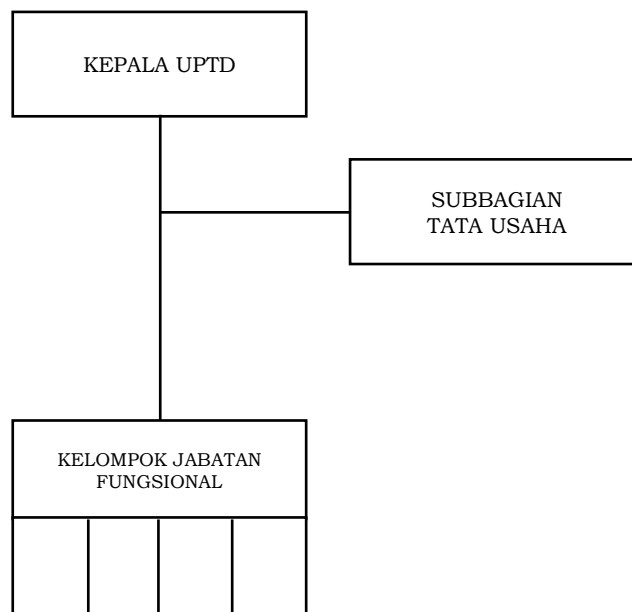 KEPALA UPTD
SUBBAGIAN
TATA USAHA
KELOMPOK JABATAN
FUNGSIONAL